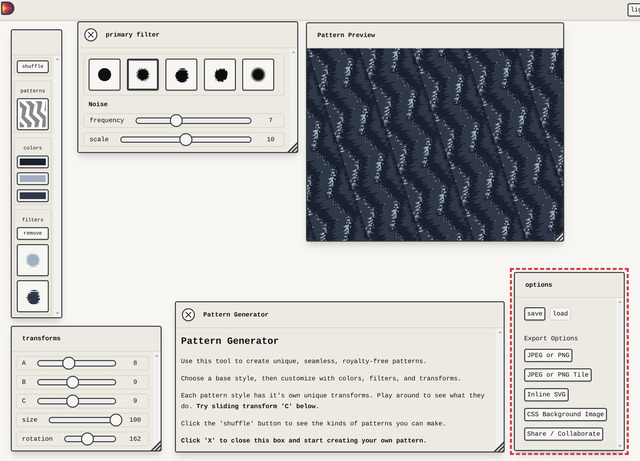 lig
shuffle
patterns
colors
filters
remove
primary filter
Noise
frequency 7
scale 10
Pattern Preview
transforms
A 8
B 9
C 9
size 100
rotation 162
Pattern Generator
Pattern Generator
Use this tool to create unique, seamless, royalty-free patterns.
Choose a base style, then customize with colors, filters, and transforms.
Each pattern style has it's own unique transforms. Play around to see what they
do. Try sliding transform 'C' below.
Click the 'shuffle' button to see the kinds of patterns you can make.
Click 'X' to close this box and start creating your own pattern.
options
save load
Export Options
JPEG or PNG
JPEG or PNG Tile
Inline SVG
CSS Background Image
Share / Collaborate